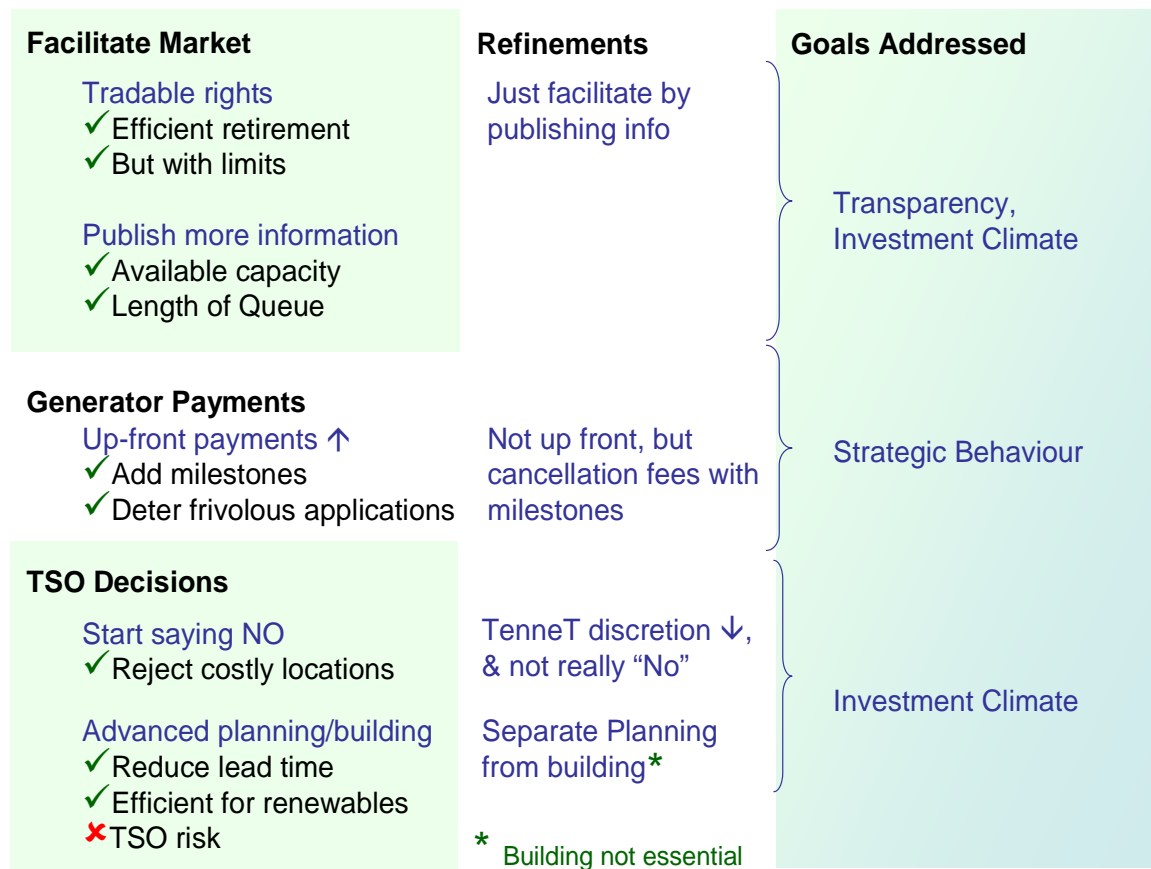 Facilitate Market
Tradable rights
✓Efficient retirement
✓But with limits
Publish more information
✓Available capacity
✓Length of Queue
Refinements
Just facilitate by
publishing info
Goals Addressed
Transparency,
Investment Climate
Generator Payments
Up-front payments ↑
✓Add milestones
✓Deter frivolous applications
Not up front, but
cancellation fees with
milestones
Strategic Behaviour
TSO Decisions
Start saying NO
✓Reject costly locations
TenneT discretion ↓,
& not really “No”
Advanced planning/building
✓Reduce lead time
✓Efficient for renewables
✘TSO risk
Separate Planning
from building*
* Building not essential
Investment Climate